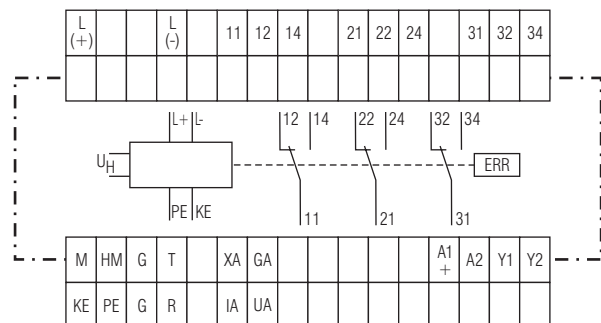 L (+) L (-) 11 12 14 21 22 24 31 32 34
L+ L- 12 14 22 24 32 34
UH ERR
PE KE 11 21 31
M HM G T XA GA A1 + A2 Y1 Y2
KE PE G R IA UA